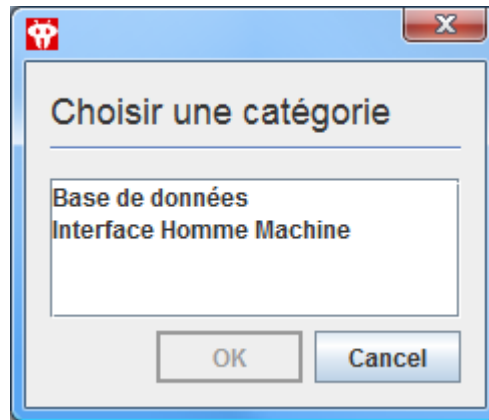 Choisir une catégorie
Base de données
Interface Homme Machine
OK
Cancel